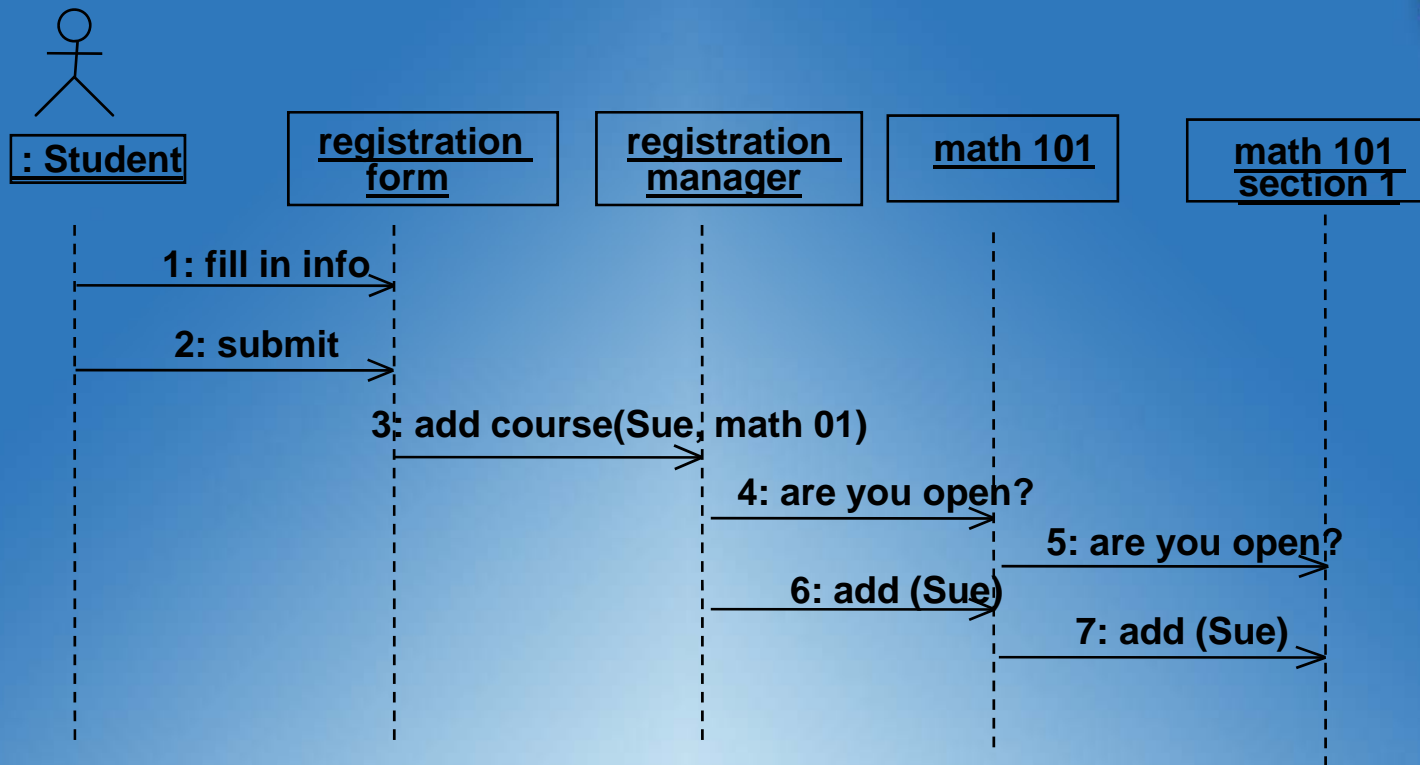 : Student
registration
form
registration
manager
math 101
math 101
section 1
1: fill in info
2: submit
3: add course(Sue, math 01)
4: are you open?
5: are you open?
6: add (Sue)
7: add (Sue)